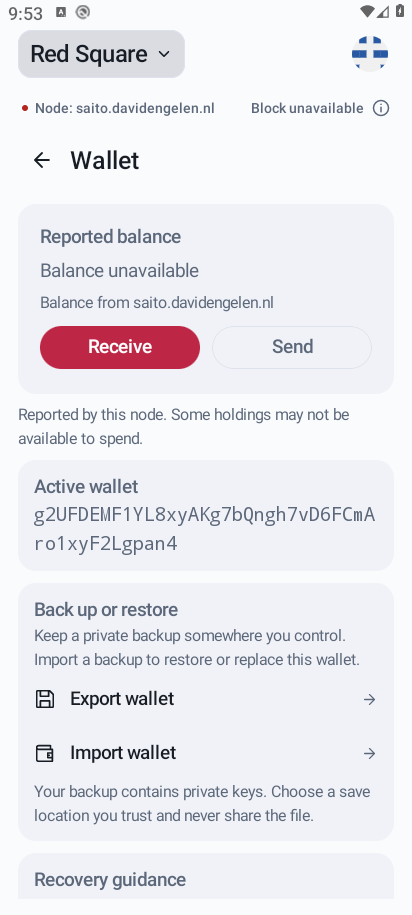 9:53
Red Square
Node: saito.davidengelen.nl Block unavailable
Wallet
Reported balance
Balance unavailable
Balance from saito.davidengelen.nl
Receive Send
Reported by this node. Some holdings may not be
available to spend.
Active wallet
g2UFDEMF1YL8xyAKg7bQngh7vD6FCmA
ro1xyF2Lgpan4
Back up or restore
Keep a private backup somewhere you control.
Import a backup to restore or replace this wallet.
Export wallet
Import wallet
Your backup contains private keys. Choose a save
location you trust and never share the file.
Recovery guidance